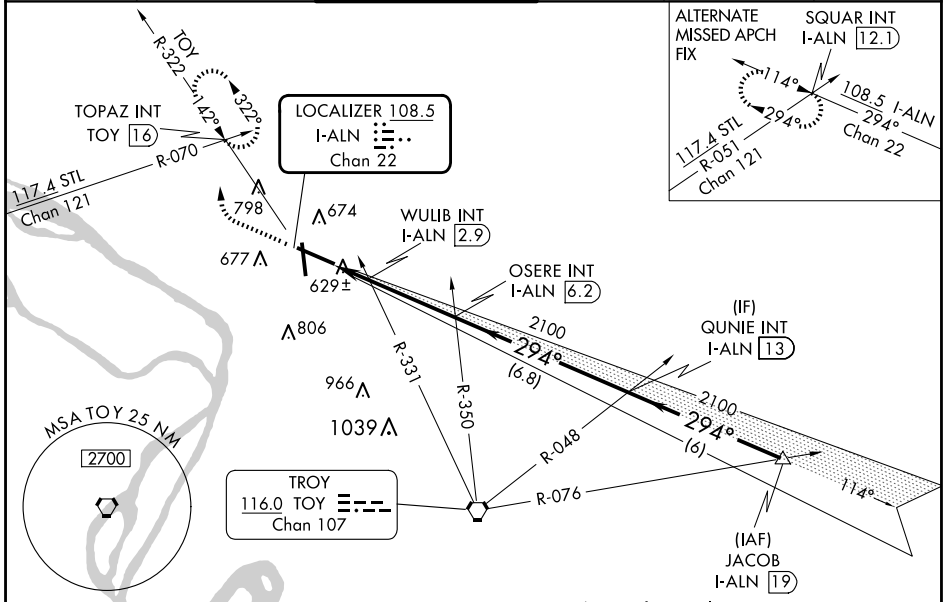 ALTERNATE
MISSED APCH
FIX
SQUAR INT
I-ALN 12.1
114°
294°
108.5 I-ALN
294°
Chan 22
117.4 STL
R-051
Chan 121
TOY
R-322
142°
322°
TOPAZ INT
TOY 16
R-070
117.4 STL
Chan 121
LOCALIZER 108.5
I-ALN
Chan 22
798
674
677
629±
806
966
1039
WULIB INT
I-ALN 2.9
OSERE INT
I-ALN 6.2
(IF)
QUNIE INT
I-ALN 13
2100
294°
(6.8)
2100
294°
(6)
114°
R-331
R-350
R-048
R-076
(IAF)
JACOB
I-ALN 19
MSA TOY 25 NM
2700
TROY
116.0 TOY
Chan 107